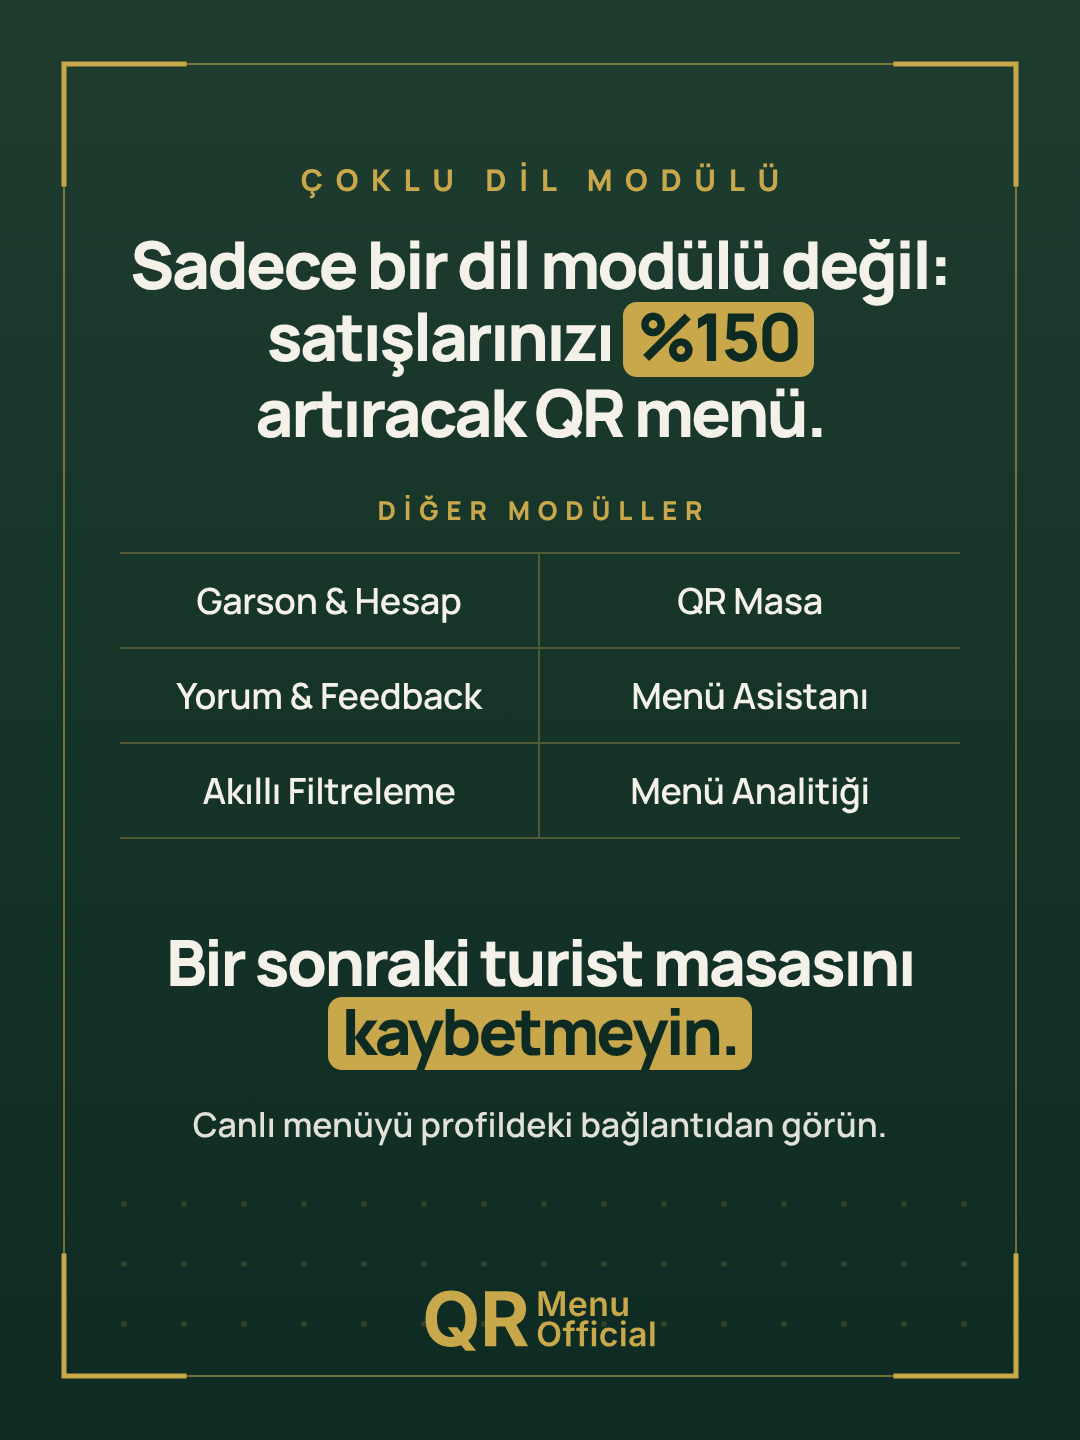 ÇOKLU DİL MODÜLÜ
Sadece bir dil modülü değil:
satışlarınızı %150
artıracak QR menü.
DİĞER MODÜLLER
Garson & Hesap
QR Masa
Yorum & Feedback
Menü Asistanı
Akıllı Filtreleme
Menü Analitiği
Bir sonraki turist masasını
kaybetmeyin.
Canlı menüyü profildeki bağlantıdan görün.
QR Menu
Official